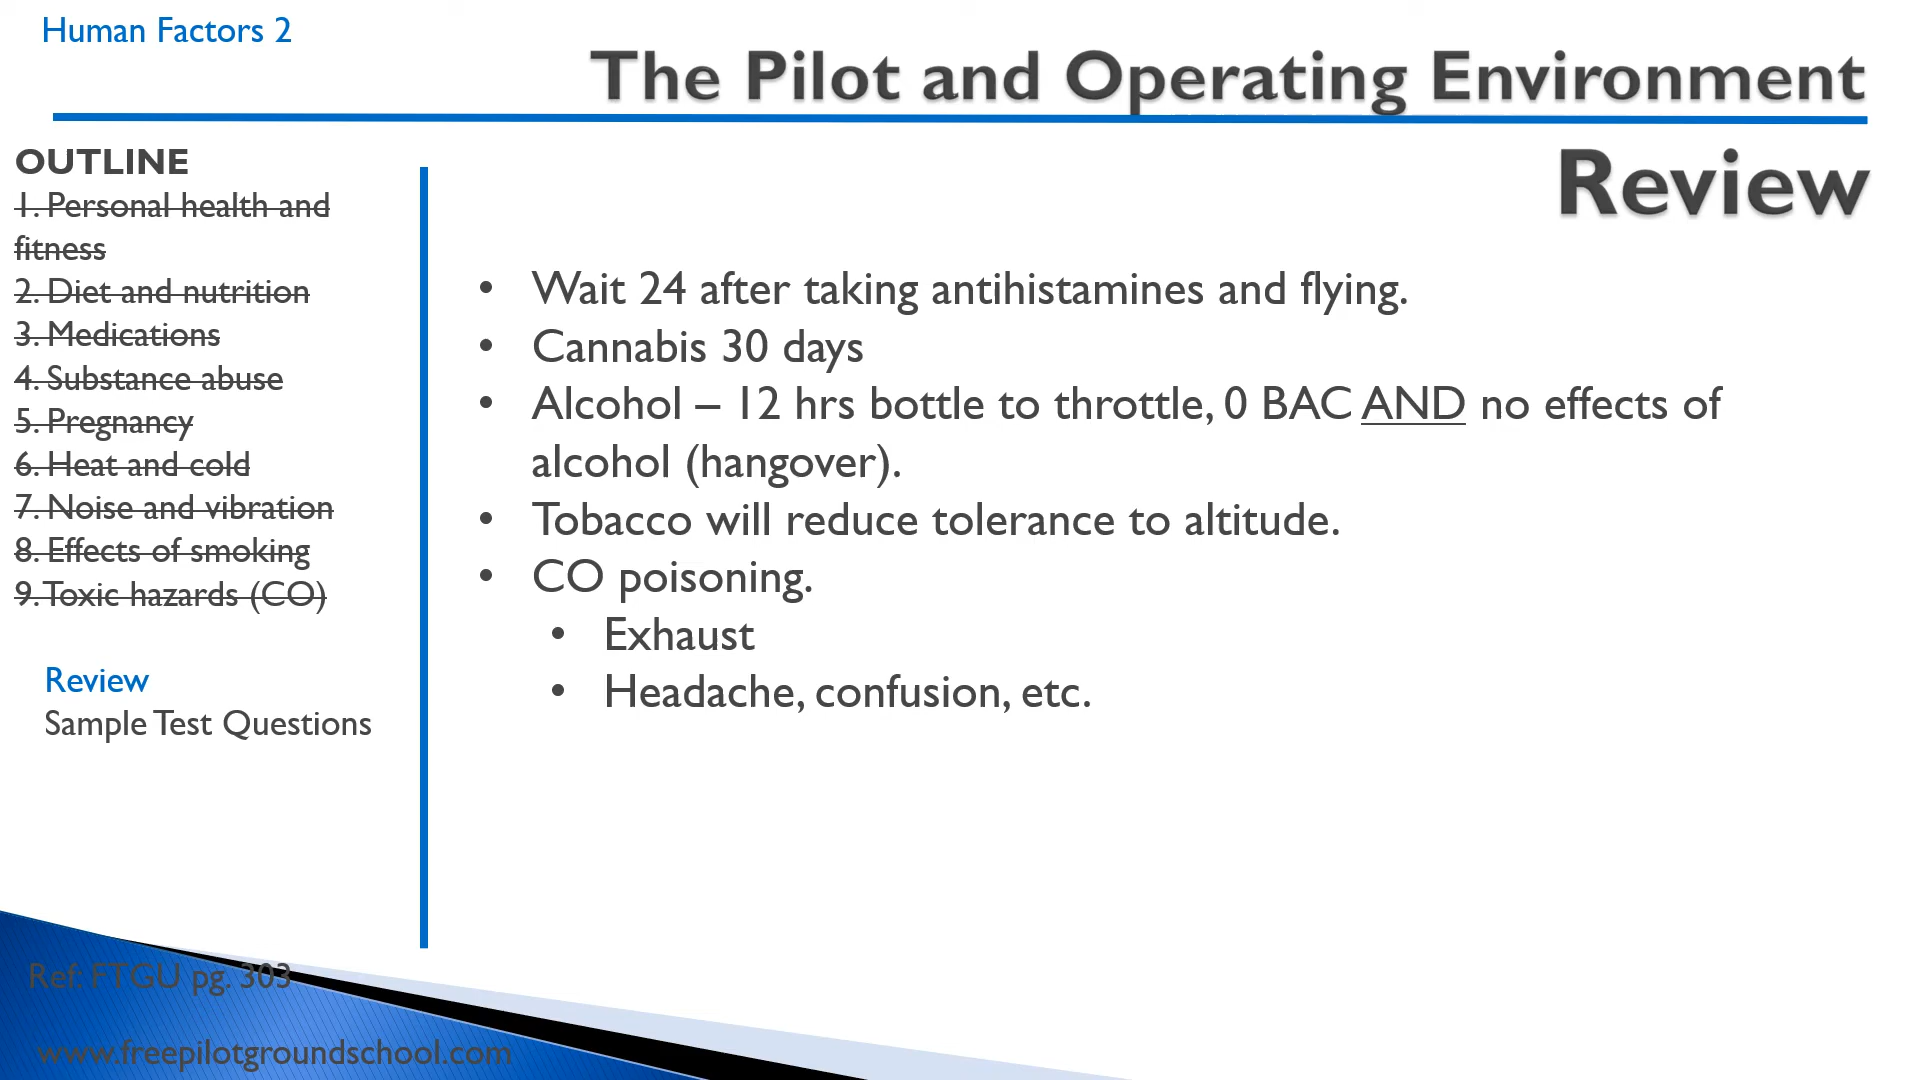 Human Factors 2
The Pilot and Operating Environment
Review
OUTLINE
1. Personal health and
fitness
2. Diet and nutrition
3. Medications
4. Substance abuse
5. Pregnancy
6. Heat and cold
7. Noise and vibration
8. Effects of smoking
9. Toxic hazards (CO)
Review
Sample Test Questions
• Wait 24 after taking antihistamines and flying.
• Cannabis 30 days
• Alcohol – 12 hrs bottle to throttle, 0 BAC AND no effects of
alcohol (hangover).
• Tobacco will reduce tolerance to altitude.
• CO poisoning.
• Exhaust
• Headache, confusion, etc.
Ref: FTGU pg. 303
www.freepilotgroundschool.com